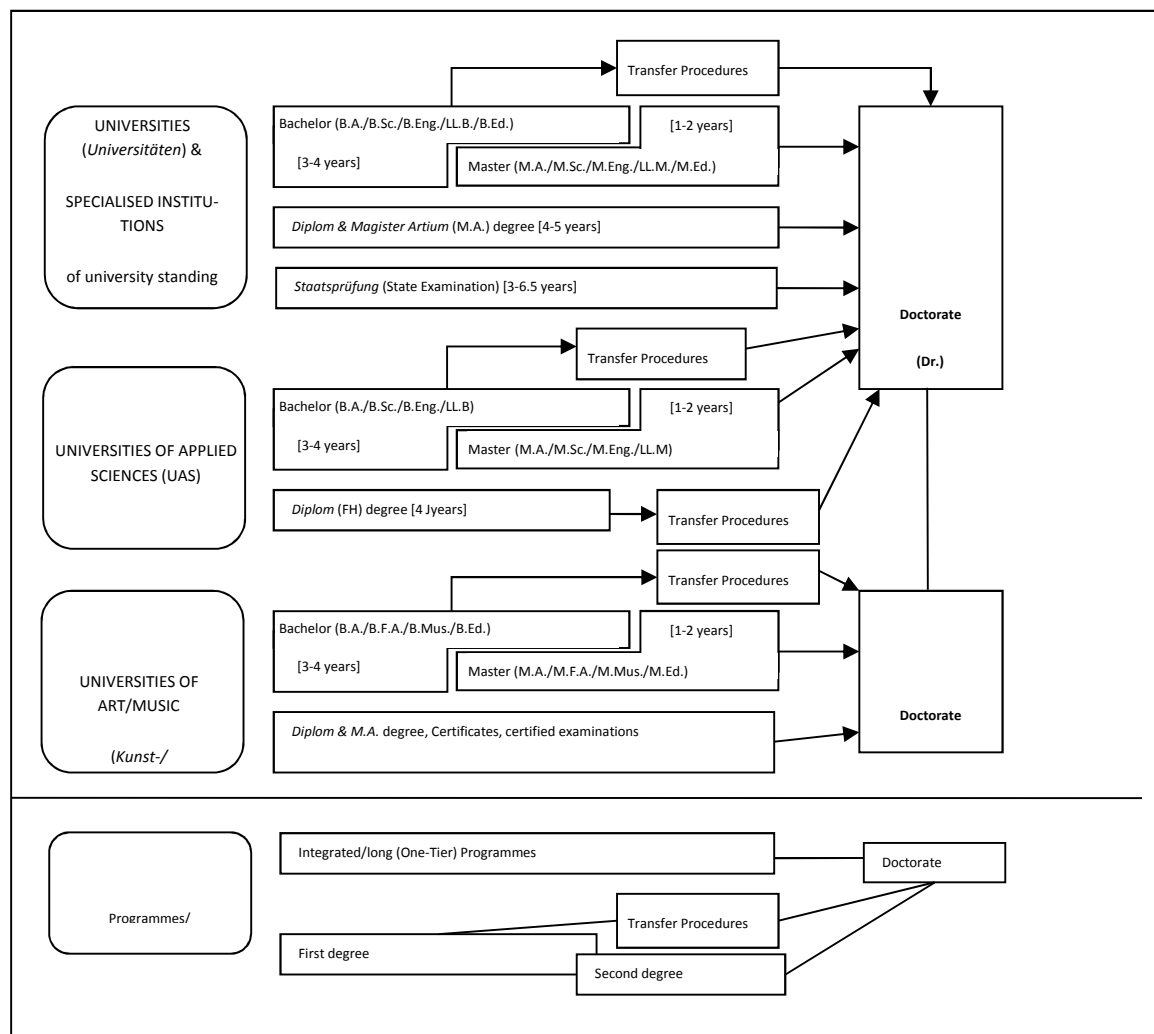 Transfer Procedures
UNIVERSITIES
(Universitäten) &
SPECIALISED INSTITU-
TIONS
of university standing
Bachelor (B.A./B.Sc./B.Eng./LL.B./B.Ed.)
[3-4 years]
[1-2 years]
Master (M.A./M.Sc./M.Eng./LL.M./M.Ed.)
Diplom & Magister Artium (M.A.) degree [4-5 years]
Staatsprüfung (State Examination) [3-6.5 years]
Doctorate
(Dr.)
Transfer Procedures
UNIVERSITIES OF APPLIED
SCIENCES (UAS)
Bachelor (B.A./B.Sc./B.Eng./LL.B)
[3-4 years]
[1-2 years]
Master (M.A./M.Sc./M.Eng./LL.M)
Diplom (FH) degree [4 Jyears]
Transfer Procedures
Transfer Procedures
UNIVERSITIES OF
ART/MUSIC
(Kunst-/
Bachelor (B.A./B.F.A./B.Mus./B.Ed.)
[3-4 years]
[1-2 years]
Master (M.A./M.F.A./M.Mus./M.Ed.)
Diplom & M.A. degree, Certificates, certified examinations
Doctorate
Programmes/
Integrated/long (One-Tier) Programmes
Doctorate
Transfer Procedures
First degree
Second degree